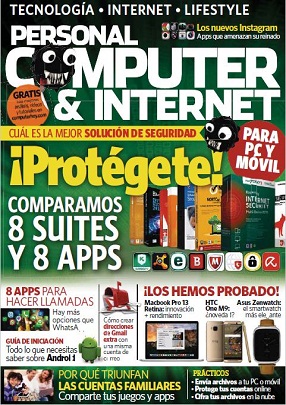 TECNOLOGÍA · INTERNET · LIFESTYLE
Los nuevos Instagram
Apps que amenazan su reinado
PERSONAL
COMPUTER
& INTERNET
GRATIS
CUÁL ES LA MEJOR SOLUCIÓN DE SEGURIDAD
PARA
PC Y
MÓVIL
¡Protégete!
COMPARAMOS
8 SUITES
Y 8 APPS
8 APPS PARA
HACER LLAMADAS
Hay más
opciones que
WhatsA
GUÍA DE INICIACIÓN
Todo lo que necesitas
saber sobre Android
Cómo crear
direcciones
de Gmail
extra
con una
misma cuenta
de correo
¡LOS HEMOS PROBADO!
Macbook Pro 13
Retina: innovación
+ rendimiento
HTC
One M9:
¿novedad?
Asus Zenwatch:
el smartwatch
más elegante
POR QUÉ TRIUNFAN
LAS CUENTAS FAMILIARES
Comparte tus juegos y apps
PRÁCTICOS
Envía archivos a tu PC o móvil
Protege tus cuentas online
Cifra tus archivos en la nube